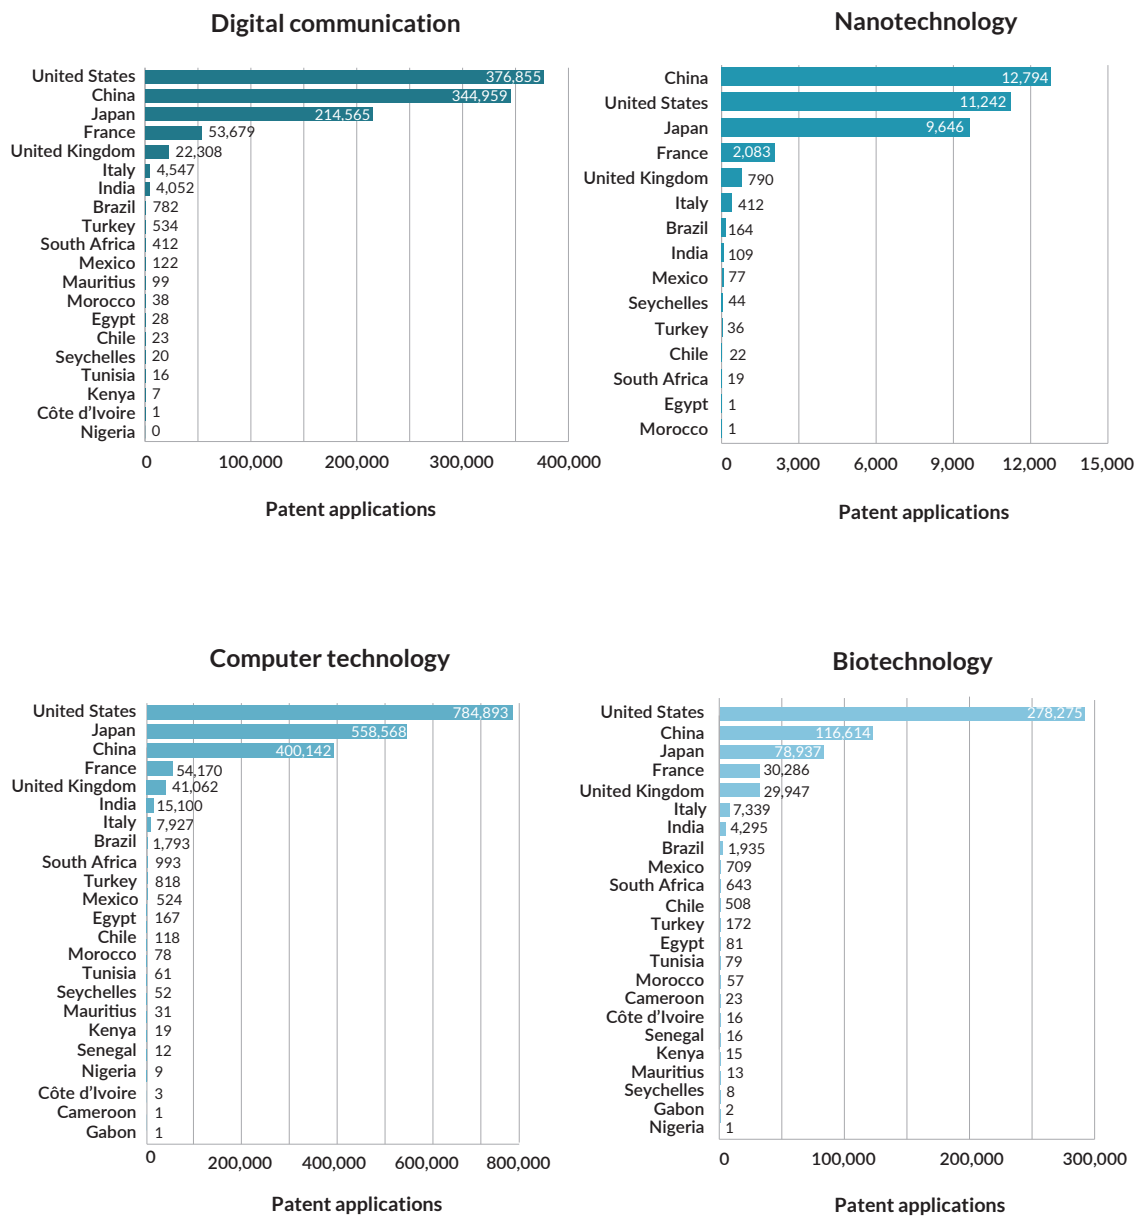 Digital communication
United States 376,855
China 344,959
Japan 214,565
France 53,679
United Kingdom 22,308
Italy 4,547
India 4,052
Brazil 782
Turkey 534
South Africa 412
Mexico 122
Mauritius 99
Morocco 38
Egypt 28
Chile 23
Seychelles 20
Tunisia 16
Kenya 7
Côte d’Ivoire 1
Nigeria 0
0 100,000 200,000 300,000 400,000
Patent applications
Nanotechnology
China 12,794
United States 11,242
Japan 9,646
France 2,083
United Kingdom 790
Italy 412
Brazil 164
India 109
Mexico 77
Seychelles 44
Turkey 36
Chile 22
South Africa 19
Egypt 1
Morocco 1
0 3,000 6,000 9,000 12,000 15,000
Patent applications
Computer technology
United States 784,893
Japan 558,568
China 400,142
France 54,170
United Kingdom 41,062
India 15,100
Italy 7,927
Brazil 1,793
South Africa 993
Turkey 818
Mexico 524
Egypt 167
Chile 118
Morocco 78
Tunisia 61
Seychelles 52
Mauritius 31
Kenya 19
Senegal 12
Nigeria 9
Côte d’Ivoire 3
Cameroon 1
Gabon 1
0 200,000 400,000 600,000 800,000
Patent applications
Biotechnology
United States 278,275
China 116,614
Japan 78,937
France 30,286
United Kingdom 29,947
Italy 7,339
India 4,295
Brazil 1,935
Mexico 709
South Africa 643
Chile 508
Turkey 172
Egypt 81
Tunisia 79
Morocco 57
Cameroon 23
Côte d’Ivoire 16
Senegal 16
Kenya 15
Mauritius 13
Seychelles 8
Gabon 2
Nigeria 1
0 100,000 200,000 300,000
Patent applications